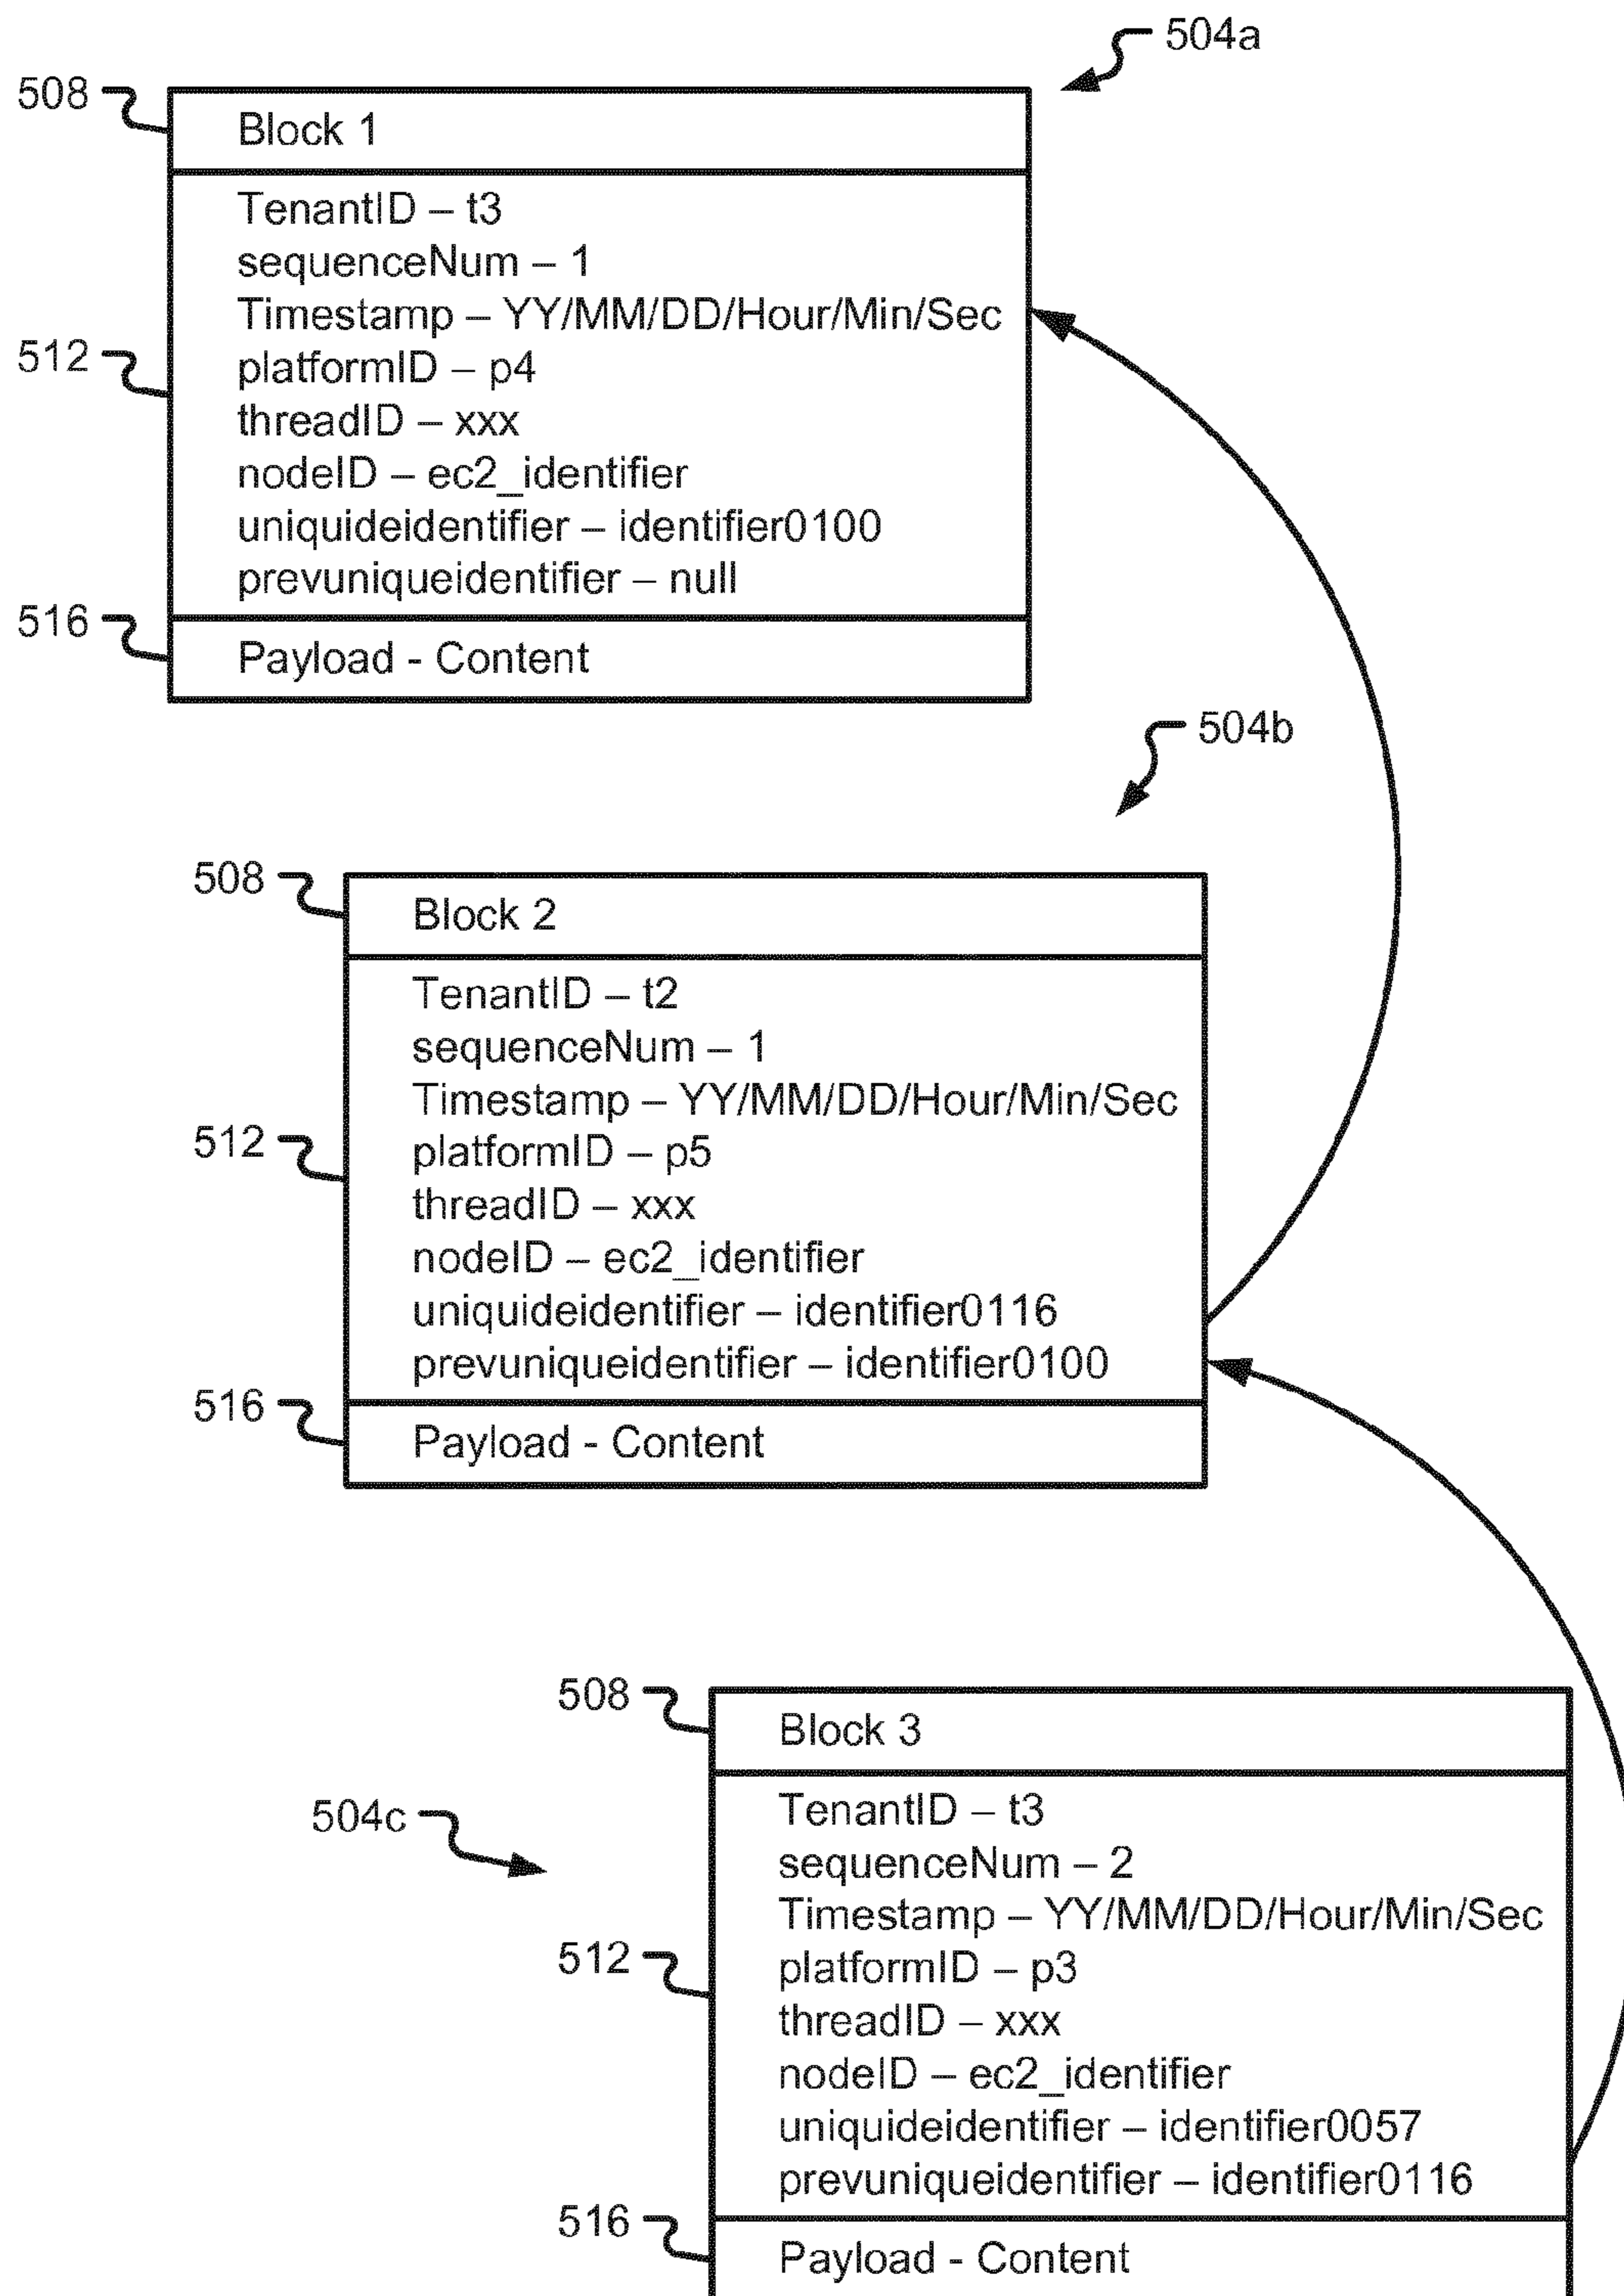 504a
508
Block 1
TenantID – t3
sequenceNum – 1
Timestamp – YY/MM/DD/Hour/Min/Sec
512
platformID – p4
threadID – xxx
nodeID – ec2_identifier
uniquideidentifier – identifier0100
prevuniqueidentifier – null
516
Payload - Content
504b
508
Block 2
TenantID – t2
sequenceNum – 1
Timestamp – YY/MM/DD/Hour/Min/Sec
512
platformID – p5
threadID – xxx
nodeID – ec2_identifier
uniquideidentifier – identifier0116
prevuniqueidentifier – identifier0100
516
Payload - Content
508
Block 3
504c
TenantID – t3
sequenceNum – 2
Timestamp – YY/MM/DD/Hour/Min/Sec
512
platformID – p3
threadID – xxx
nodeID – ec2_identifier
uniquideidentifier – identifier0057
prevuniqueidentifier – identifier0116
516
Payload - Content